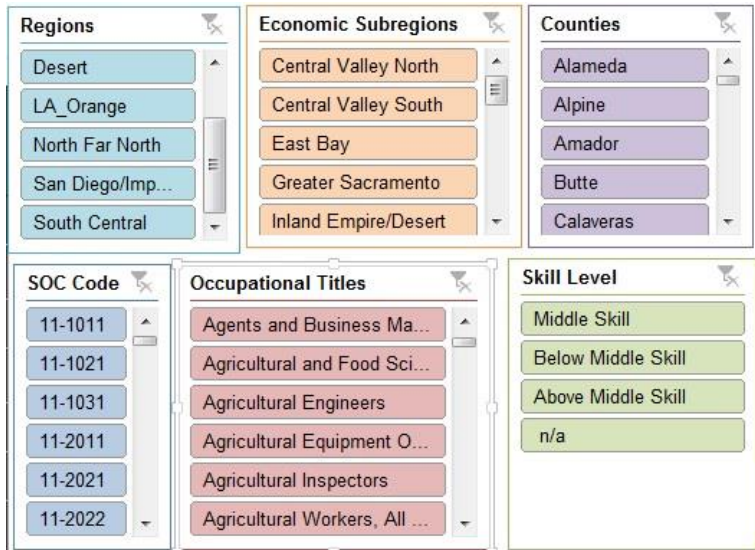 Regions
Desert
LA_Orange
North Far North
San Diego/Imp...
South Central
Economic Subregions
Central Valley North
Central Valley South
East Bay
Greater Sacramento
Inland Empire/Desert
Counties
Alameda
Alpine
Amador
Butte
Calaveras
SOC Code
11-1011
11-1021
11-1031
11-2011
11-2021
11-2022
Occupational Titles
Agents and Business Ma...
Agricultural and Food Sci...
Agricultural Engineers
Agricultural Equipment O...
Agricultural Inspectors
Agricultural Workers, All ...
Skill Level
Middle Skill
Below Middle Skill
Above Middle Skill
n/a